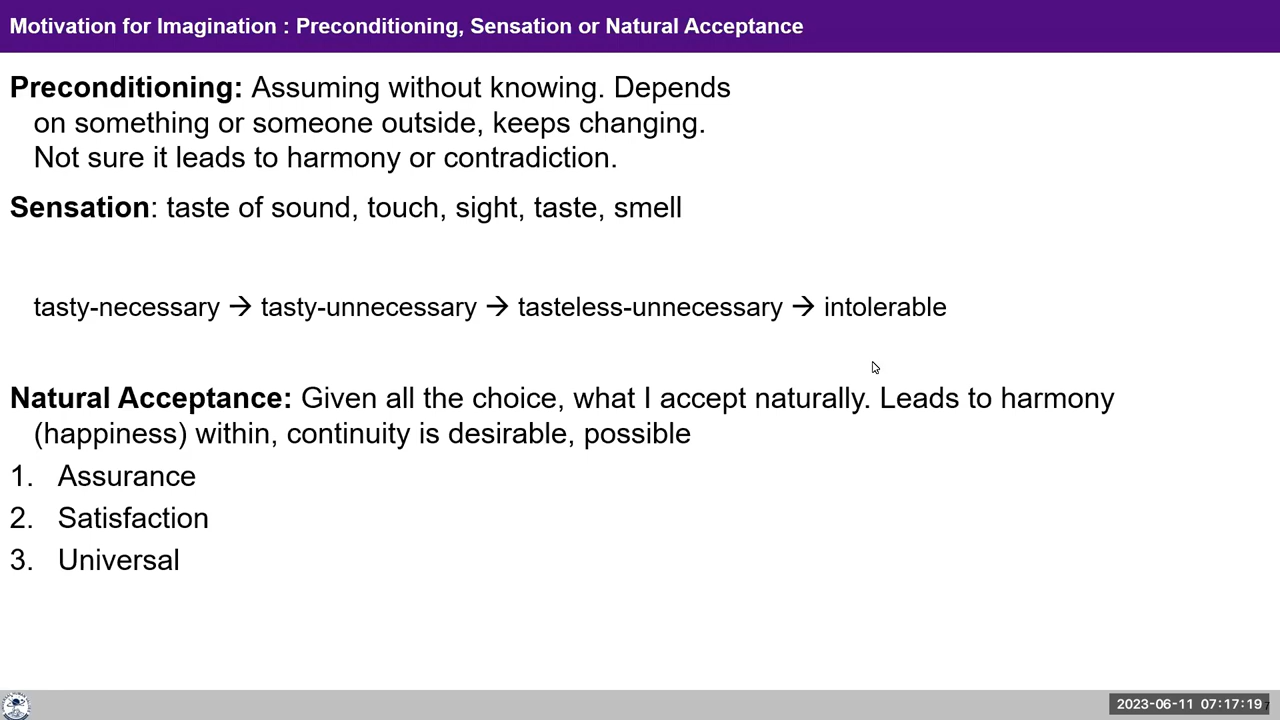 Motivation for Imagination : Preconditioning, Sensation or Natural Acceptance
Preconditioning: Assuming without knowing. Depends
on something or someone outside, keeps changing.
Not sure it leads to harmony or contradiction.
Sensation: taste of sound, touch, sight, taste, smell
tasty-necessary → tasty-unnecessary → tasteless-unnecessary → intolerable
Natural Acceptance: Given all the choice, what I accept naturally. Leads to harmony
(happiness) within, continuity is desirable, possible
1. Assurance
2. Satisfaction
3. Universal
2023-06-11 07:17:19